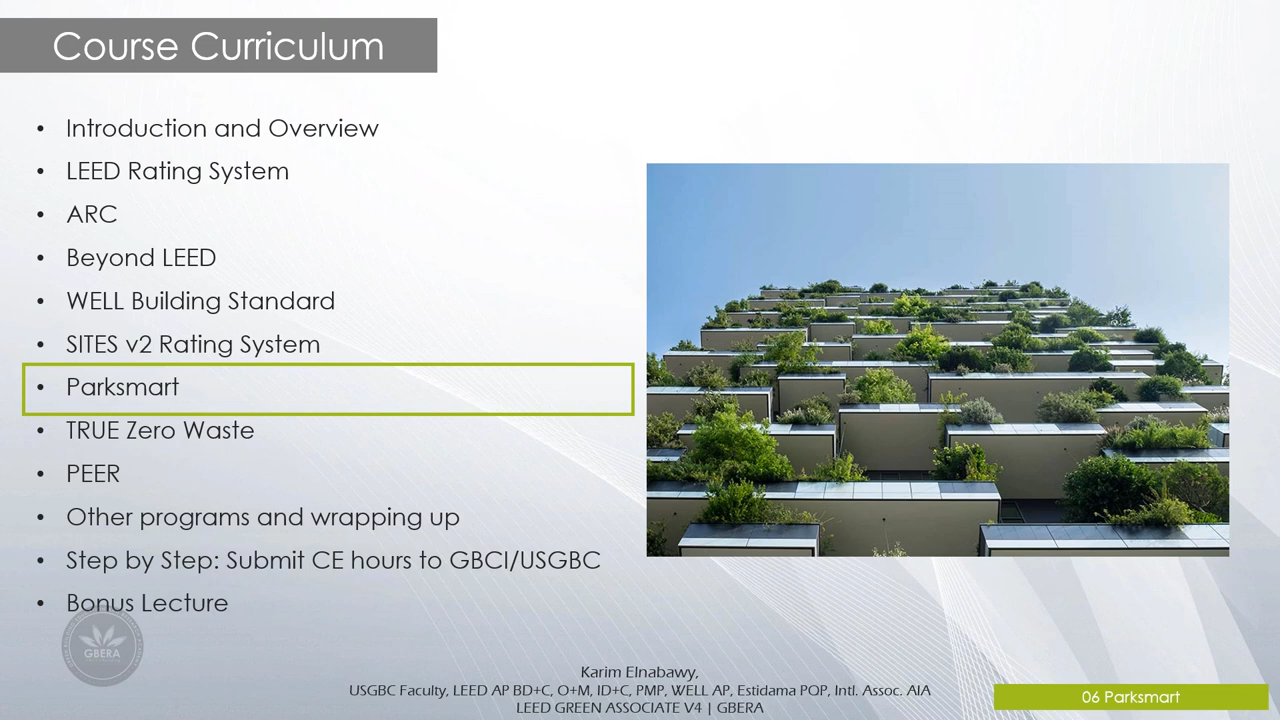 Course Curriculum
• Introduction and Overview
• LEED Rating System
• ARC
• Beyond LEED
• WELL Building Standard
• SITES v2 Rating System
• Parksmart
• TRUE Zero Waste
• PEER
• Other programs and wrapping up
• Step by Step: Submit CE hours to GBCI/USGBC
• Bonus Lecture
GBERA
Karim Elnabawy,
USGBC Faculty, LEED AP BD+C, O+M, ID+C, PMP, WELL AP, Estidama POP, Intl. Assoc. AIA
LEED GREEN ASSOCIATE V4 | GBERA
06 Parksmart